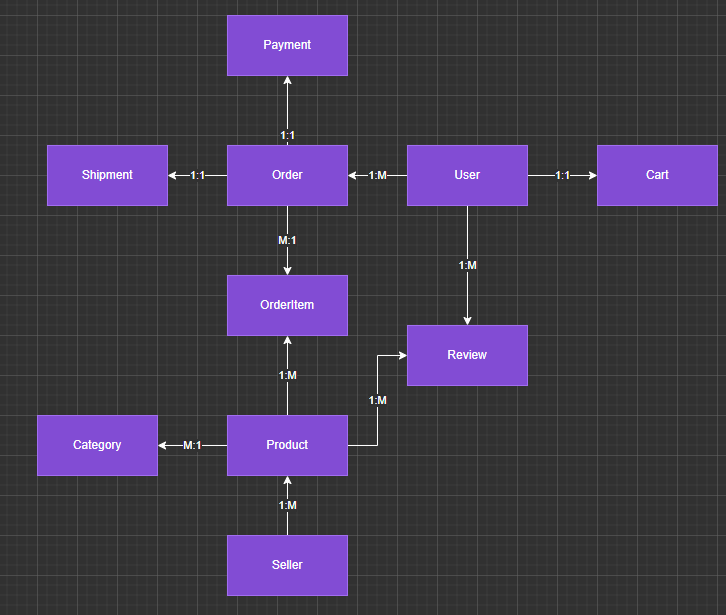 Payment
1:1
Shipment
1:1
Order
1:M
User
1:1
Cart
M:1
1:M
OrderItem
Review
1:M
1:M
Category
M:1
Product
1:M
Seller